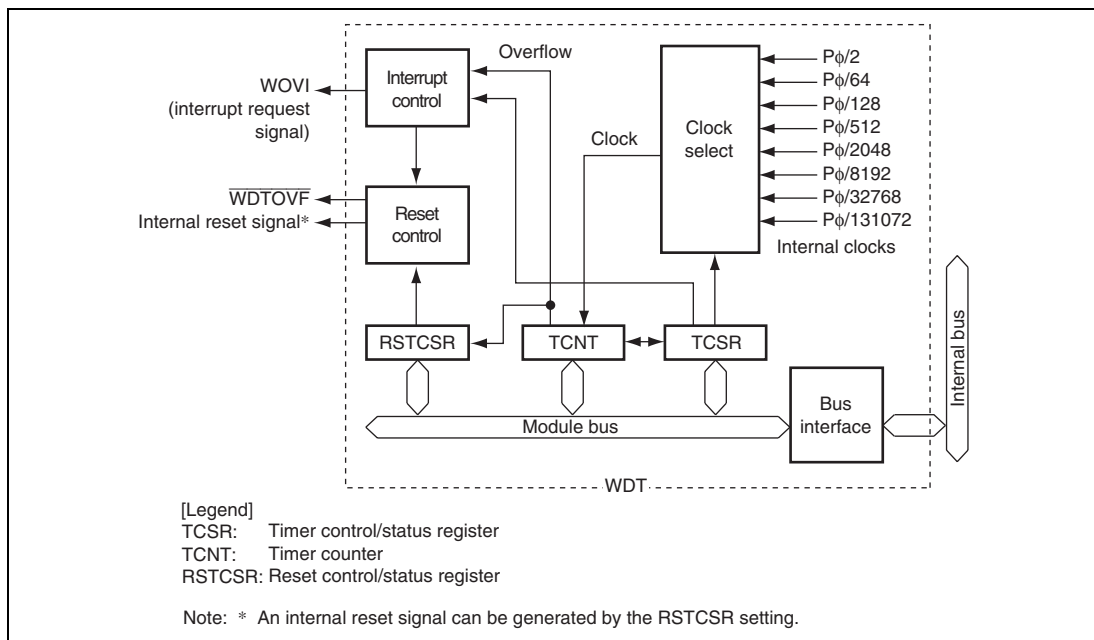 Overflow
WOVI
(interrupt request
signal)
Interrupt
control
Clock
Clock
select
Pϕ/2
Pϕ/64
Pϕ/128
Pϕ/512
Pϕ/2048
Pϕ/8192
Pϕ/32768
Pϕ/131072
Internal clocks
WDTOVF
Internal reset signal*
Reset
control
RSTCSR
TCNT
TCSR
Module bus
Bus
interface
Internal bus
WDT
[Legend]
TCSR: Timer control/status register
TCNT: Timer counter
RSTCSR: Reset control/status register
Note: * An internal reset signal can be generated by the RSTCSR setting.